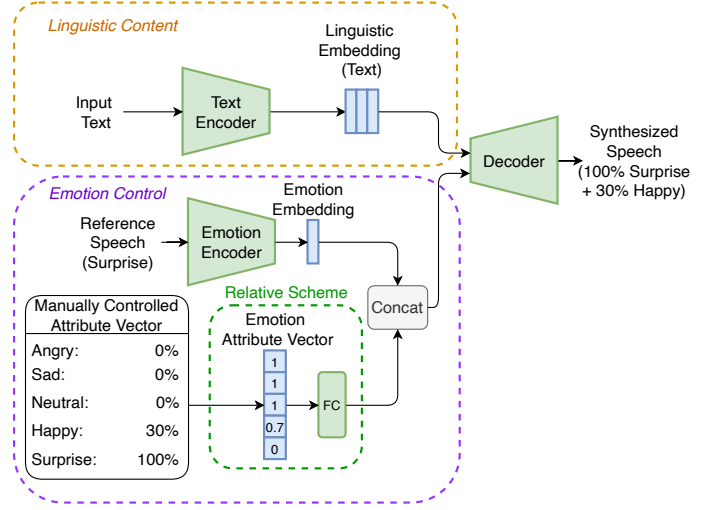 Linguistic Content
Linguistic
Embedding
(Text)
Input
Text
Text
Encoder
Decoder
Synthesized
Speech
(100% Surprise
+ 30% Happy)
Emotion Control
Reference
Speech
(Surprise)
Emotion
Encoder
Emotion
Embedding
Concat
Relative Scheme
Manually Controlled
Attribute Vector
Angry: 0%
Sad: 0%
Neutral: 0%
Happy: 30%
Surprise: 100%
Emotion
Attribute Vector
1
1
1
0.7
0
FC